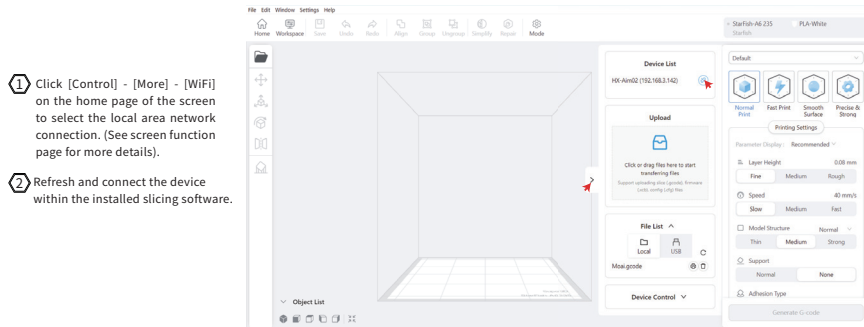 File Edit Window Settings Help
Home Workspace Save Undo Redo Align Group Ungroup Simplify Repair Mode
StarFish-A6 235 PLA-White
Starfish
1 Click [Control] - [More] - [WiFi]
on the home page of the screen
to select the local area network
connection. (See screen function
page for more details).
2 Refresh and connect the device
within the installed slicing software.
Object List
Device List
HX-Aim02 (192.168.3.142)
Upload
Click or drag files here to start
transferring files
Support uploading slice (.gcode), firmware
File List
Local USB
Moai.gcode
Device Control
Default
Normal Print
Fast Print
Smooth Surface
Precise & Strong
Printing Settings
Parameter Display: Recommended
Layer Height 0.08 mm
Fine Medium Rough
Speed 40 mm/s
Slow Medium Fast
Model Structure Normal
Thin Medium Strong
Support
Normal None
Adhesion Type
Generate G-code